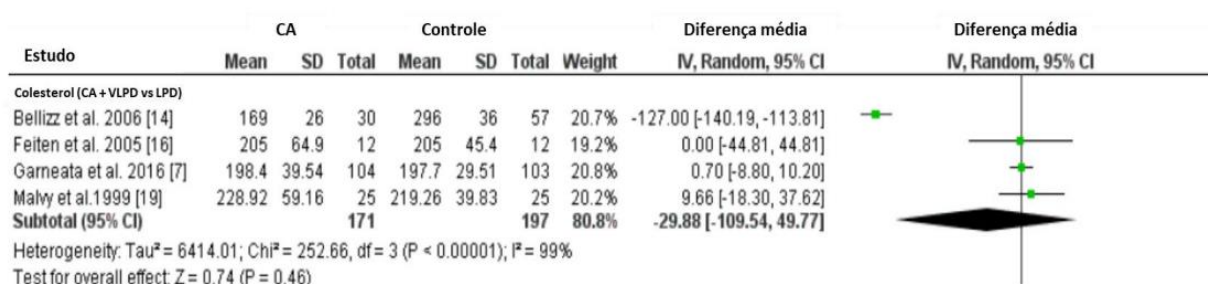 CA Controle Diferença média Diferença média
Estudo Mean SD Total Mean SD Total Weight IV, Random, 95% CI IV, Random, 95% CI
Colesterol (CA + VLPD vs LPD)
Bellizz et al. 2006 [14] 169 26 30 296 36 57 20.7% -127.00 [-140.19, -113.81]
Feiten et al. 2005 [16] 205 64.9 12 205 45.4 12 19.2% 0.00 [-44.81, 44.81]
Garneata et al. 2016 [7] 198.4 39.54 104 197.7 29.51 103 20.8% 0.70 [-8.80, 10.20]
Malvy et al.1999 [19] 228.92 59.16 25 219.26 39.83 25 20.2% 9.66 [-18.30, 37.62]
Subtotal (95% CI) 171 197 80.8% -29.88 [-109.54, 49.77]
Heterogeneity: Tau² = 6414.01; Chi² = 252.66, df = 3 (P < 0.00001); I² = 99%
Test for overall effect: Z = 0.74 (P = 0.46)